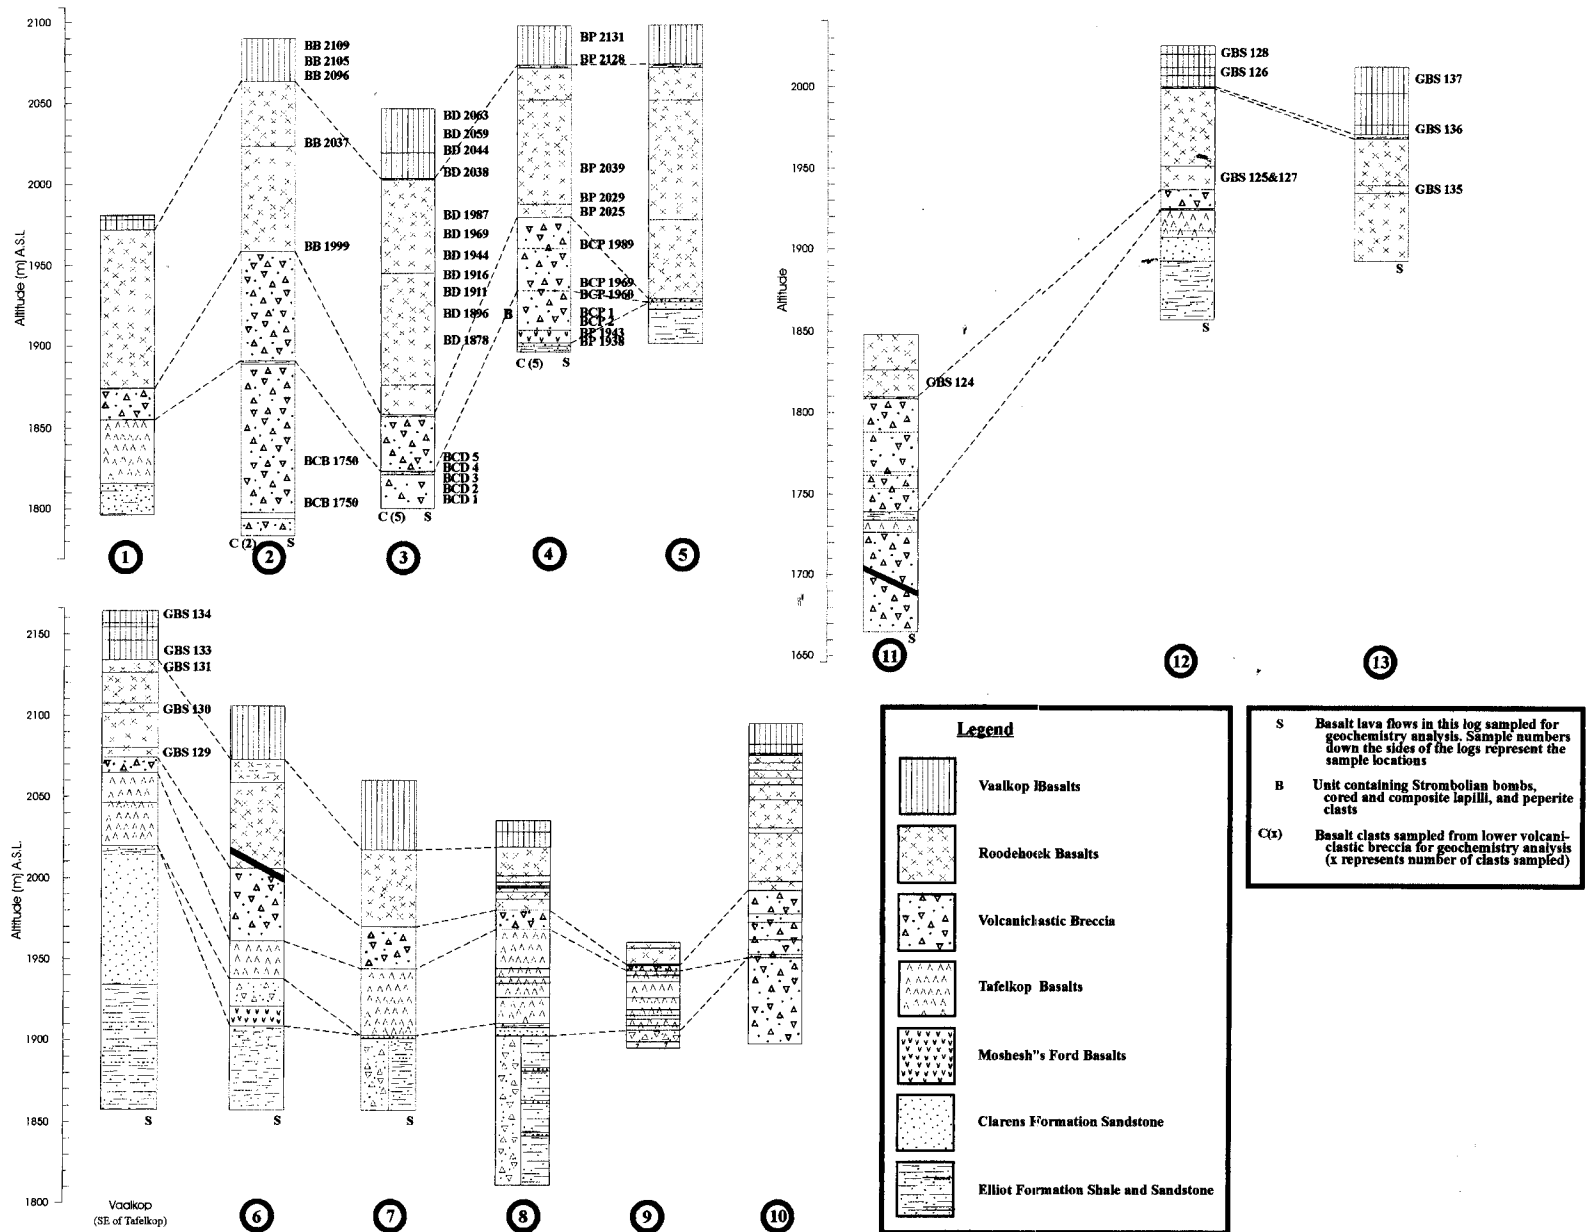 Altitude (m) A.S.L
2100
2050
2000
1950
1900
1850
1800
BB 2109
BB 2105
BB 2096
BB 2037
BB 1999
BCB 1750
BCB 1750
C (2) S
BD 2063
BD 2059
BD 2044
BD 2038
BD 1987
BD 1969
BD 1944
BD 1916
BD 1911
BD 1896
BD 1878
BCD 5
BCD 4
BCD 3
BCD 2
BCD 1
C (5) S
BP 2131
BP 2128
BP 2039
BP 2029
BP 2025
BCP 1989
BCP 1969
BCP 1960
B
BCP 1
BCP 2
BP 1943
BP 1938
C (5) S
1
2
3
4
5
Altitude
2000
1950
1900
1850
1800
1750
1700
1650
GBS 124
S
GBS 128
GBS 126
GBS 125&127
S
GBS 137
GBS 136
GBS 135
S
11
12
13
Altitude (m) A.S.L
2150
2100
2050
2000
1950
1900
1850
1800
GBS 134
GBS 133
GBS 131
GBS 130
GBS 129
S
S
S
Vaalkop
(SE of Tafelkop)
6
7
8
9
10
Legend
Vaalkop Basalts
Roodehoek Basalts
Volcaniclastic Breccia
Tafelkop Basalts
Moshesh"s Ford Basalts
Clarens Formation Sandstone
Elliot Formation Shale and Sandstone
S Basalt lava flows in this log sampled for
geochemistry analysis. Sample numbers
down the sides of the logs represent the
sample locations
B Unit containing Strombolian bombs,
cored and composite lapilli, and peperite
clasts
C(x) Basalt clasts sampled from lower volcani-
clastic breccia for geochemistry analysis
(x represents number of clasts sampled)